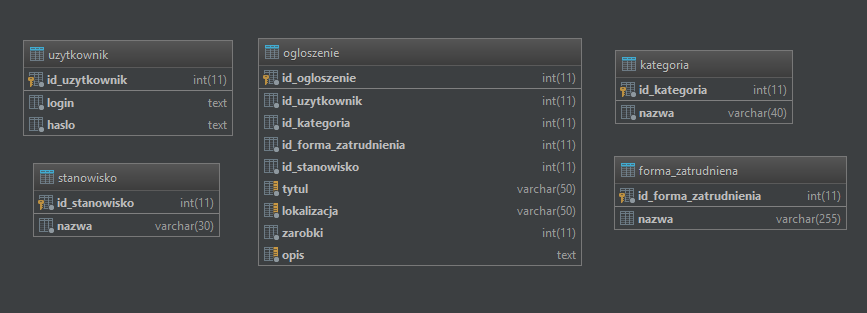 uzytkownik
id_uzytkownik int(11)
login text
haslo text
stanowisko
id_stanowisko int(11)
nazwa varchar(30)
ogloszenie
id_ogloszenie int(11)
id_uzytkownik int(11)
id_kategoria int(11)
id_forma_zatrudnienia int(11)
id_stanowisko int(11)
tytul varchar(50)
lokalizacja varchar(50)
zarobki int(11)
opis text
kategoria
id_kategoria int(11)
nazwa varchar(40)
forma_zatrudniena
id_forma_zatrudnienia int(11)
nazwa varchar(255)